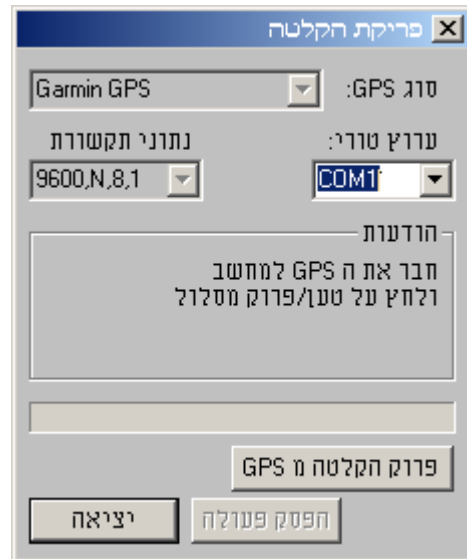 פריקת הקלטה
סוג GPS: Garmin GPS
ערוץ טורי: נתוני תקשורת
COM1 9600,N,8,1
הודעות
חבר את ה GPS למחשב
ולחץ על טען/פרוק מסלול
פרוק הקלטה מ GPS
הפסק פעולה יציאה